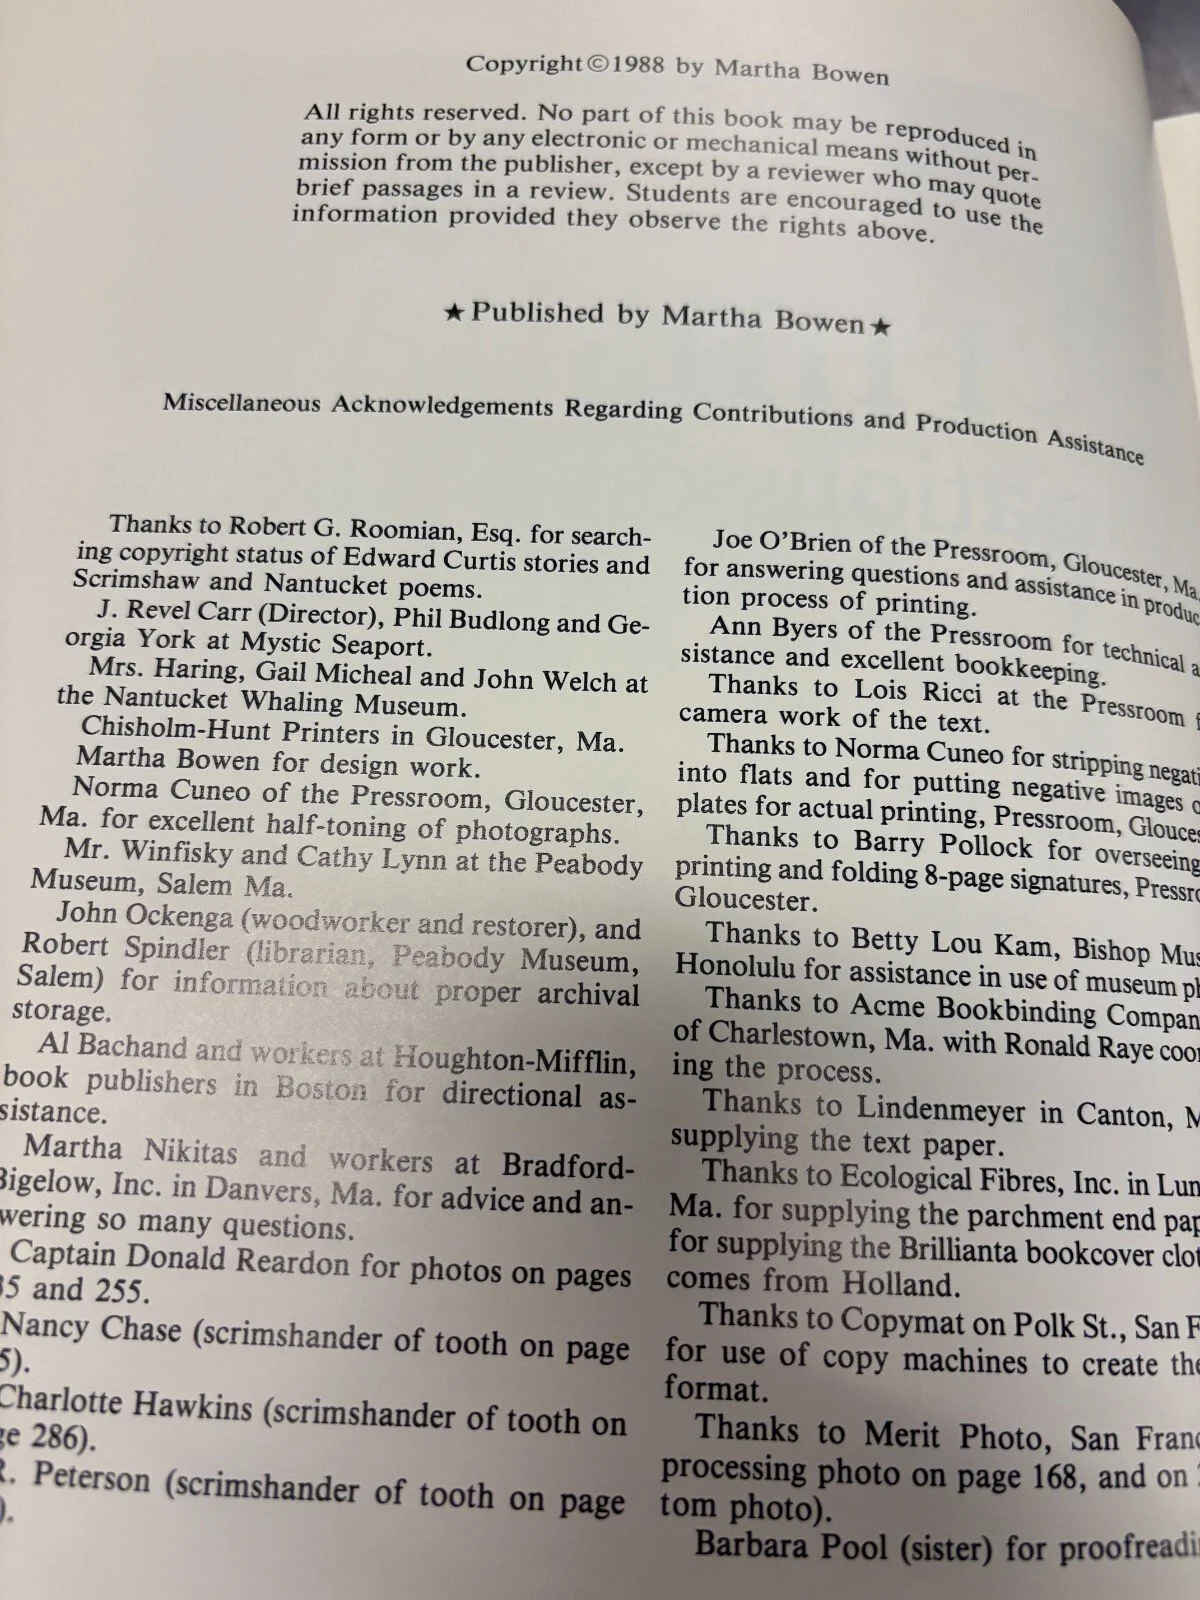 Copyright©1988 by Martha Bowen
All rights reserved. No part of this book may be reproduced in
any form or by any electronic or mechanical means without per-
mission from the publisher, except by a reviewer who may quote
brief passages in a review. Students are encouraged to use the
information provided they observe the rights above.
★Published by Martha Bowen★
Miscellaneous Acknowledgements Regarding Contributions and Production Assistance
Thanks to Robert G. Roomian, Esq. for search-
ing copyright status of Edward Curtis stories and
Scrimshaw and Nantucket poems.
J. Revel Carr (Director), Phil Budlong and Ge-
orgia York at Mystic Seaport.
Mrs. Haring, Gail Micheal and John Welch at
the Nantucket Whaling Museum.
Chisholm-Hunt Printers in Gloucester, Ma.
Martha Bowen for design work.
Norma Cuneo of the Pressroom, Gloucester,
Ma. for excellent half-toning of photographs.
Mr. Winfisky and Cathy Lynn at the Peabody
Museum, Salem Ma.
John Ockenga (woodworker and restorer), and
Robert Spindler (librarian, Peabody Museum,
Salem) for information about proper archival
storage.
Al Bachand and workers at Houghton-Mifflin,
book publishers in Boston for directional as-
sistance.
Martha Nikitas and workers at Bradford-
Bigelow, Inc. in Danvers, Ma. for advice and an-
wering so many questions.
Captain Donald Reardon for photos on pages
35 and 255.
Nancy Chase (scrimshander of tooth on page
5).
Charlotte Hawkins (scrimshander of tooth on
ge 286).
R. Peterson (scrimshander of tooth on page
).
Joe O'Brien of the Pressroom, Gloucester, Ma.
for answering questions and assistance in produc
tion process of printing.
Ann Byers of the Pressroom for technical a
sistance and excellent bookkeeping.
Thanks to Lois Ricci at the Pressroom f
camera work of the text.
Thanks to Norma Cuneo for stripping negati
into flats and for putting negative images o
plates for actual printing, Pressroom, Glouces
Thanks to Barry Pollock for overseeing
printing and folding 8-page signatures, Pressro
Gloucester.
Thanks to Betty Lou Kam, Bishop Mus
Honolulu for assistance in use of museum ph
Thanks to Acme Bookbinding Compan
of Charlestown, Ma. with Ronald Raye coor
ing the process.
Thanks to Lindenmeyer in Canton, M
supplying the text paper.
Thanks to Ecological Fibres, Inc. in Lun
Ma. for supplying the parchment end pap
for supplying the Brillianta bookcover clot
comes from Holland.
Thanks to Copymat on Polk St., San F
for use of copy machines to create the
format.
Thanks to Merit Photo, San Franc
processing photo on page 168, and on
tom photo).
Barbara Pool (sister) for proofreadi